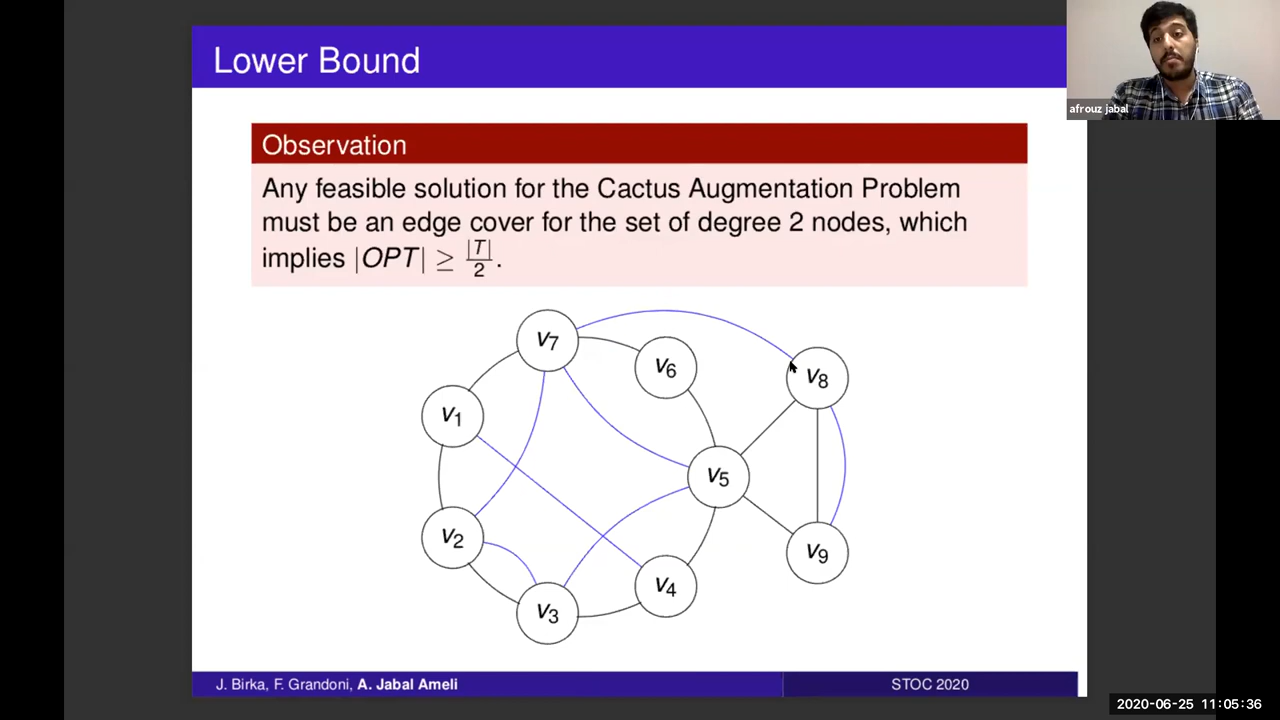 Lower Bound
afrouz jabal
Observation
Any feasible solution for the Cactus Augmentation Problem
must be an edge cover for the set of degree 2 nodes, which
implies |OPT| ≥ |T|/2.
v7
v6
v8
v1
v5
v2
v9
v4
v3
J. Birka, F. Grandoni, A. Jabal Ameli
STOC 2020
2020-06-25 11:05:36